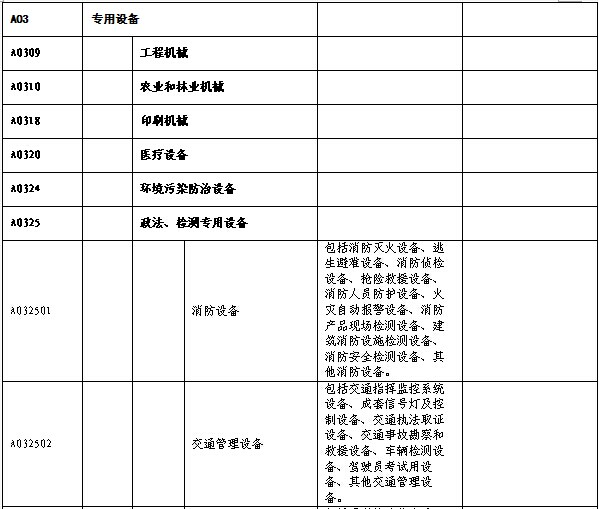 A03 专用设备
A0309 工程机械
A0310 农业和林业机械
A0318 印刷机械
A0320 医疗设备
A0324 环境污染防治设备
A0325 政法、检测专用设备
A032501 消防设备
包括消防灭火设备、逃
生避难设备、消防侦检
设备、抢险救援设备、
消防人员防护设备、火
灾自动报警设备、消防
产品现场检测设备、建
筑消防设施检测设备、
消防安全检测设备、其
他消防设备。
A032502 交通管理设备
包括交通指挥监控系统
设备、成套信号灯及控
制设备、交通执法取证
设备、交通事故勘察和
救援设备、车辆检测设
备、驾驶员考试用设
备、其他交通管理设
备。